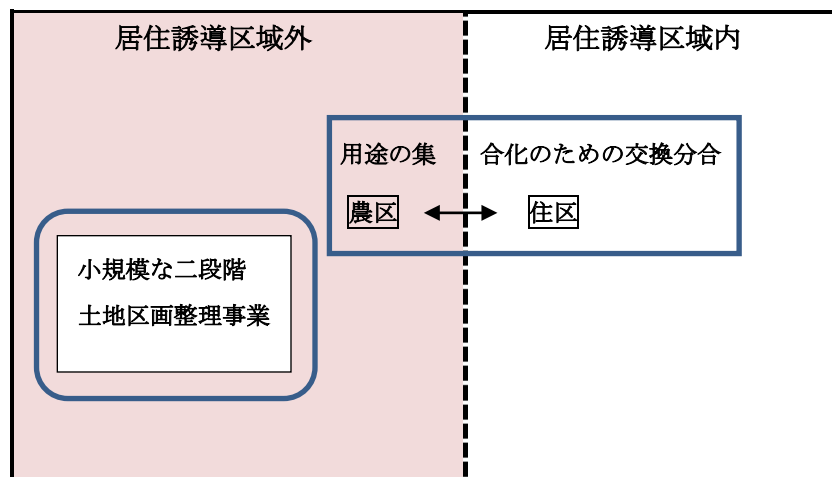 居住誘導区域外
居住誘導区域内
用途の集 合化のための交換分合
農区
住区
小規模な二段階
土地区画整理事業